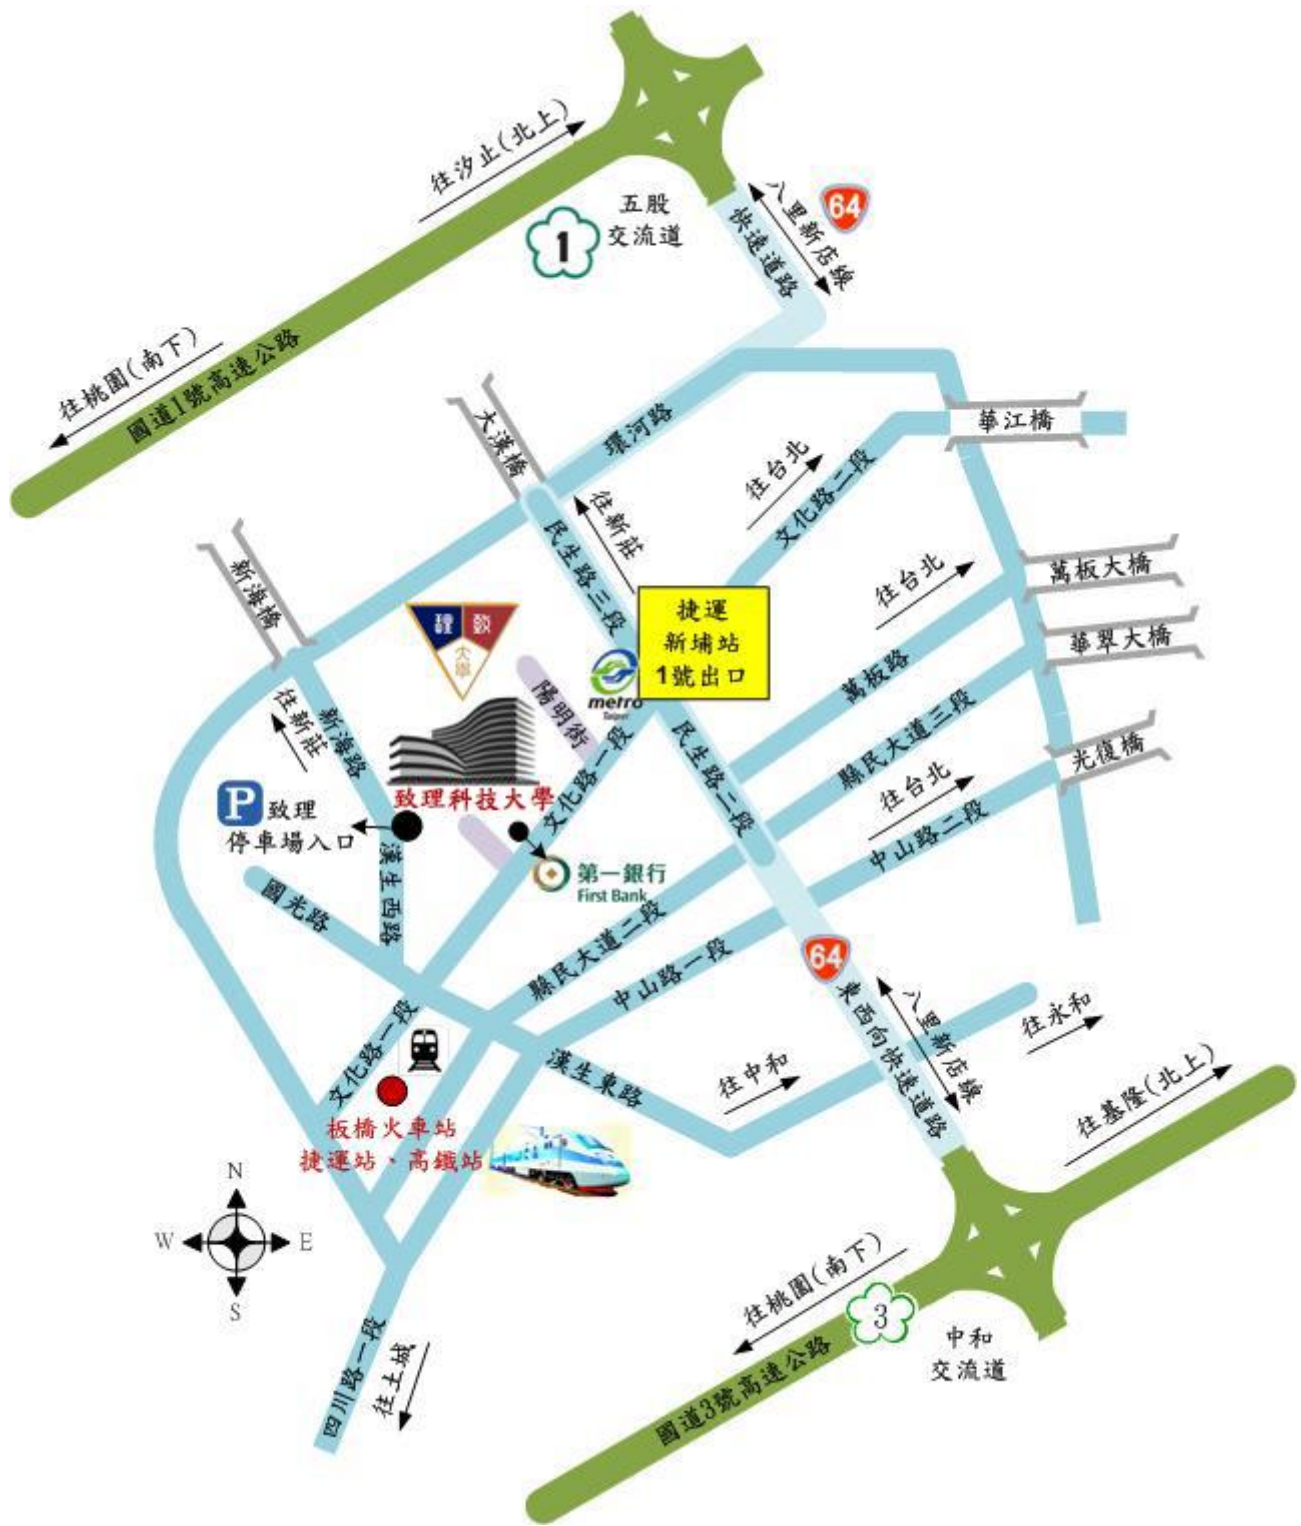 往汐止(北上)
八里新店線
64
快速道路
五股
交流道
1
往桃園(南下)
國道1號高速公路
大漢橋
環河路
華江橋
往台北
文化路二段
往新莊
民生路三段
新海橋
往台北
萬板大橋
捷運
新埔站
1號出口
華翠大橋
理 致
大學
metro
Taipei
陽明街
萬板路
往新莊
新海路
民生路二段
縣民大道三段
光復橋
P 致理
停車場入口
致理科技大學
文化路一段
往台北
中山路二段
漢生西路
國光路
第一銀行
First Bank
縣民大道二段
中山路一段
64
東西向快速道路
八里新店線
往永和
文化路一段
漢生東路
往中和
往基隆(北上)
板橋火車站
捷運站、高鐵站
N
W E
S
往桃園(南下)
3
中和
交流道
國道3號高速公路
四川路一段
往土城